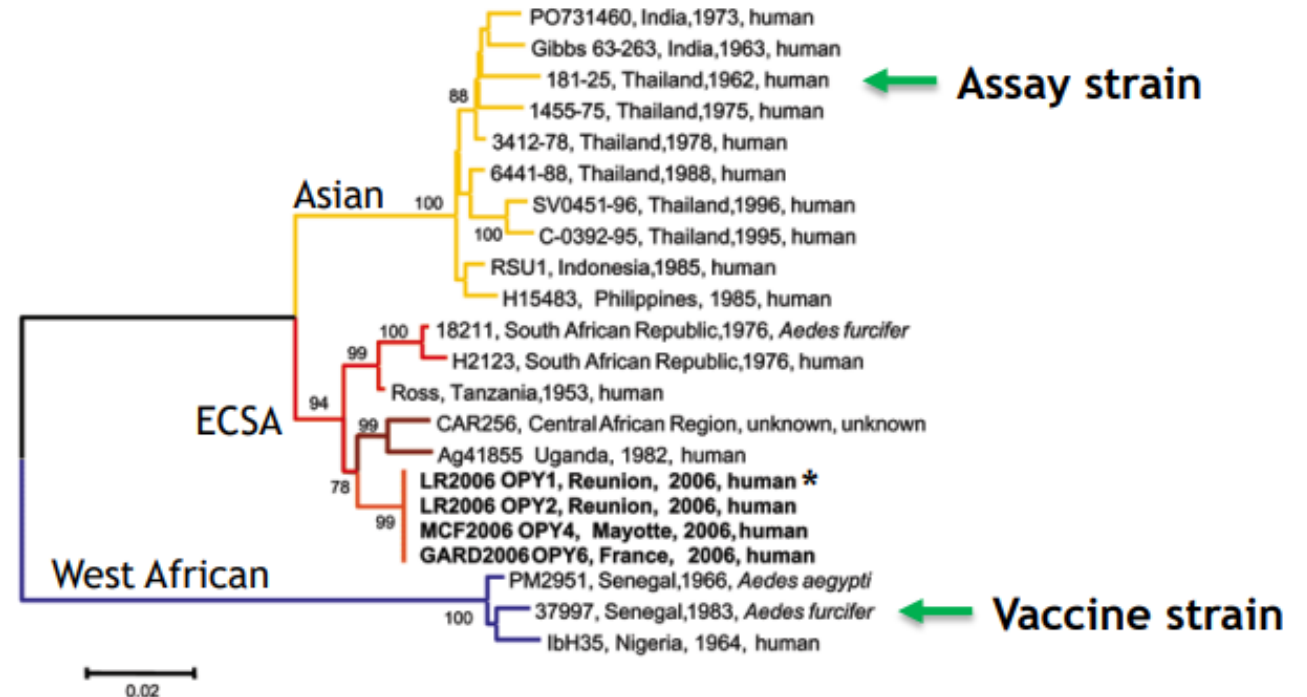 PO731460, India,1973, human
Gibbs 63-263, India,1963, human
181-25, Thailand,1962, human
Assay strain
88
1455-75, Thailand,1975, human
3412-78, Thailand,1978, human
6441-88, Thailand,1988, human
Asian
100
SV0451-96, Thailand,1996, human
100
C-0392-95, Thailand,1995, human
RSU1, Indonesia,1985, human
H15483, Philippines, 1985, human
100
18211, South African Republic,1976, Aedes furcifer
99
H2123, South African Republic,1976, human
Ross, Tanzania,1953, human
94
ECSA
99
CAR256, Central African Region, unknown, unknown
Ag41855 Uganda, 1982, human
78
LR2006 OPY1, Reunion, 2006, human *
LR2006 OPY2, Reunion, 2006, human
99
MCF2006 OPY4, Mayotte, 2006, human
GARD2006 OPY6, France, 2006, human
West African
PM2951, Senegal,1966, Aedes aegypti
100
37997, Senegal,1983, Aedes furcifer
Vaccine strain
IbH35, Nigeria, 1964, human
0.02